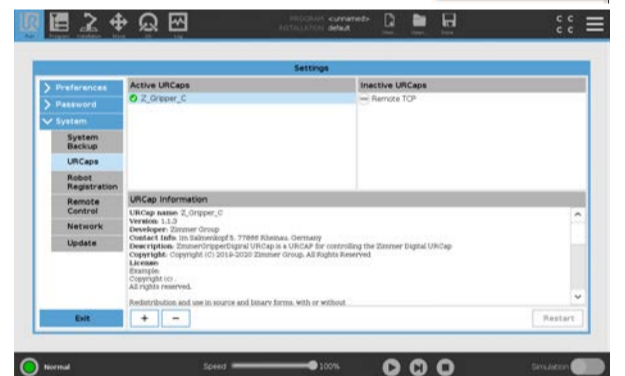 UR
Run
Program
Installation
Move
I/O
Log
PROGRAM <unnamed>
INSTALLATION default
New...
Open...
Save...
C C
C C
Settings
Preferences
Password
System
System
Backup
URCaps
Robot
Registration
Remote
Control
Network
Update
Exit
Active URCaps
Z_Gripper_C
Inactive URCaps
Remote TCP
URCap Information
URCap name: Z_Gripper_C
Version: 1.1.3
Developer: Zimmer Group
Contact Info: Im Salmenkopf 5, 77866 Rheinau, Germany
Description: ZimmerGripperDigital URCap is a URCAP for controlling the Zimmer Digital URCap
Copyright: Copyright (C) 2019-2020 Zimmer Group, All Rights Reserved
License:
Example
Copyright (c) .
All rights reserved.
Redistribution and use in source and binary forms, with or without
+ −
Restart
Normal
Speed
100%
Simulation